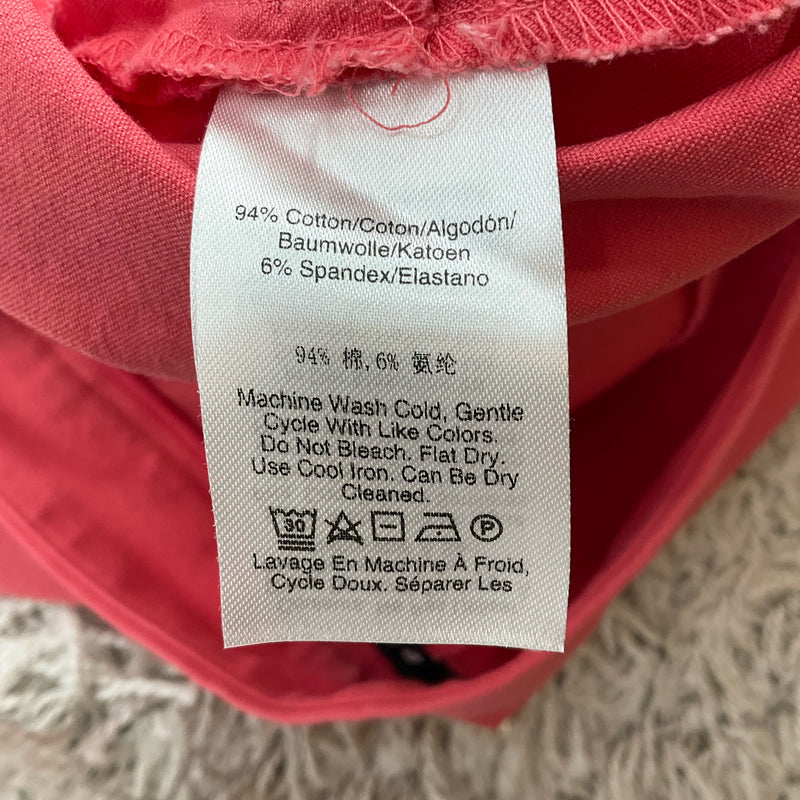 94% Cotton/Coton/Algodón/
Baumwolle/Katoen
6% Spandex/Elastano
94% 棉,6% 氨纶
Machine Wash Cold, Gentle
Cycle With Like Colors.
Do Not Bleach. Flat Dry.
Use Cool Iron. Can Be Dry
Cleaned.
30 P
Lavage En Machine À Froid,
Cycle Doux. Séparer Les